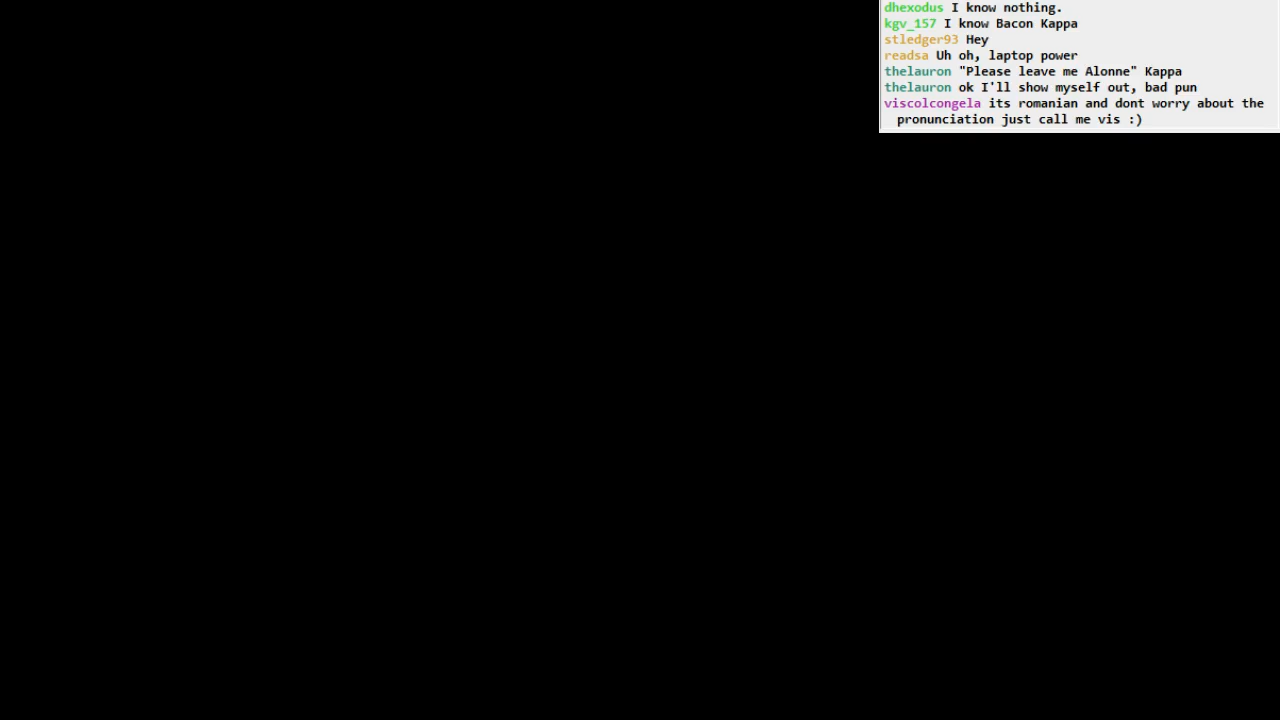 dhexodus I know nothing.
kgv_157 I know Bacon Kappa
stledger93 Hey
readsa Uh oh, laptop power
thelauron "Please leave me Alonne" Kappa
thelauron ok I'll show myself out, bad pun
viscolcongela its romanian and dont worry about the
pronunciation just call me vis :)